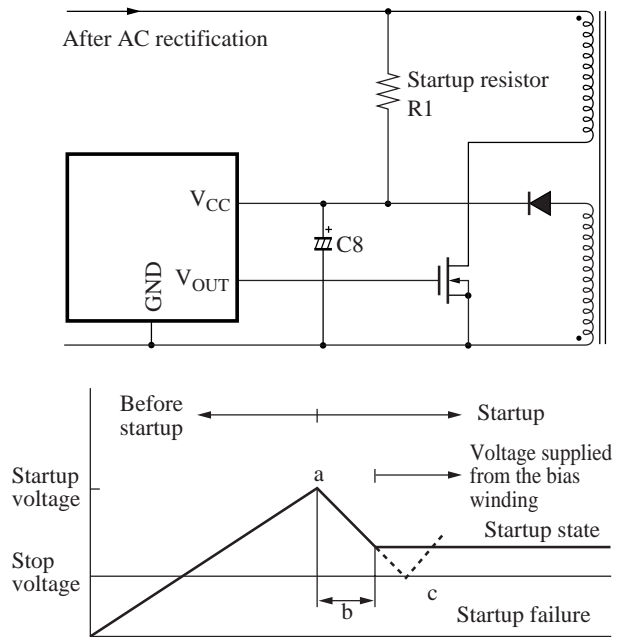 After AC rectification
Startup resistor
R1
VCC
+
C8
VOUT
GND
Before
startup
Startup
Voltage supplied
from the bias
winding
Startup
voltage
a
Startup state
Stop
voltage
c
b
Startup failure